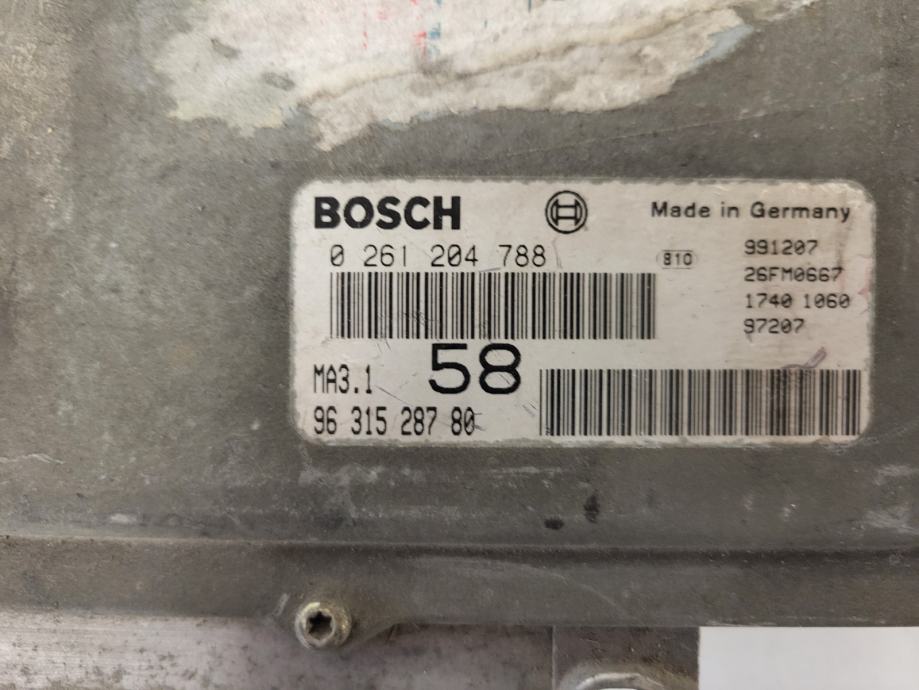 BOSCH
Made in Germany
0 261 204 788
810
991207
26FM0667
1740 1060
97207
MA3.1
58
96 315 287 80